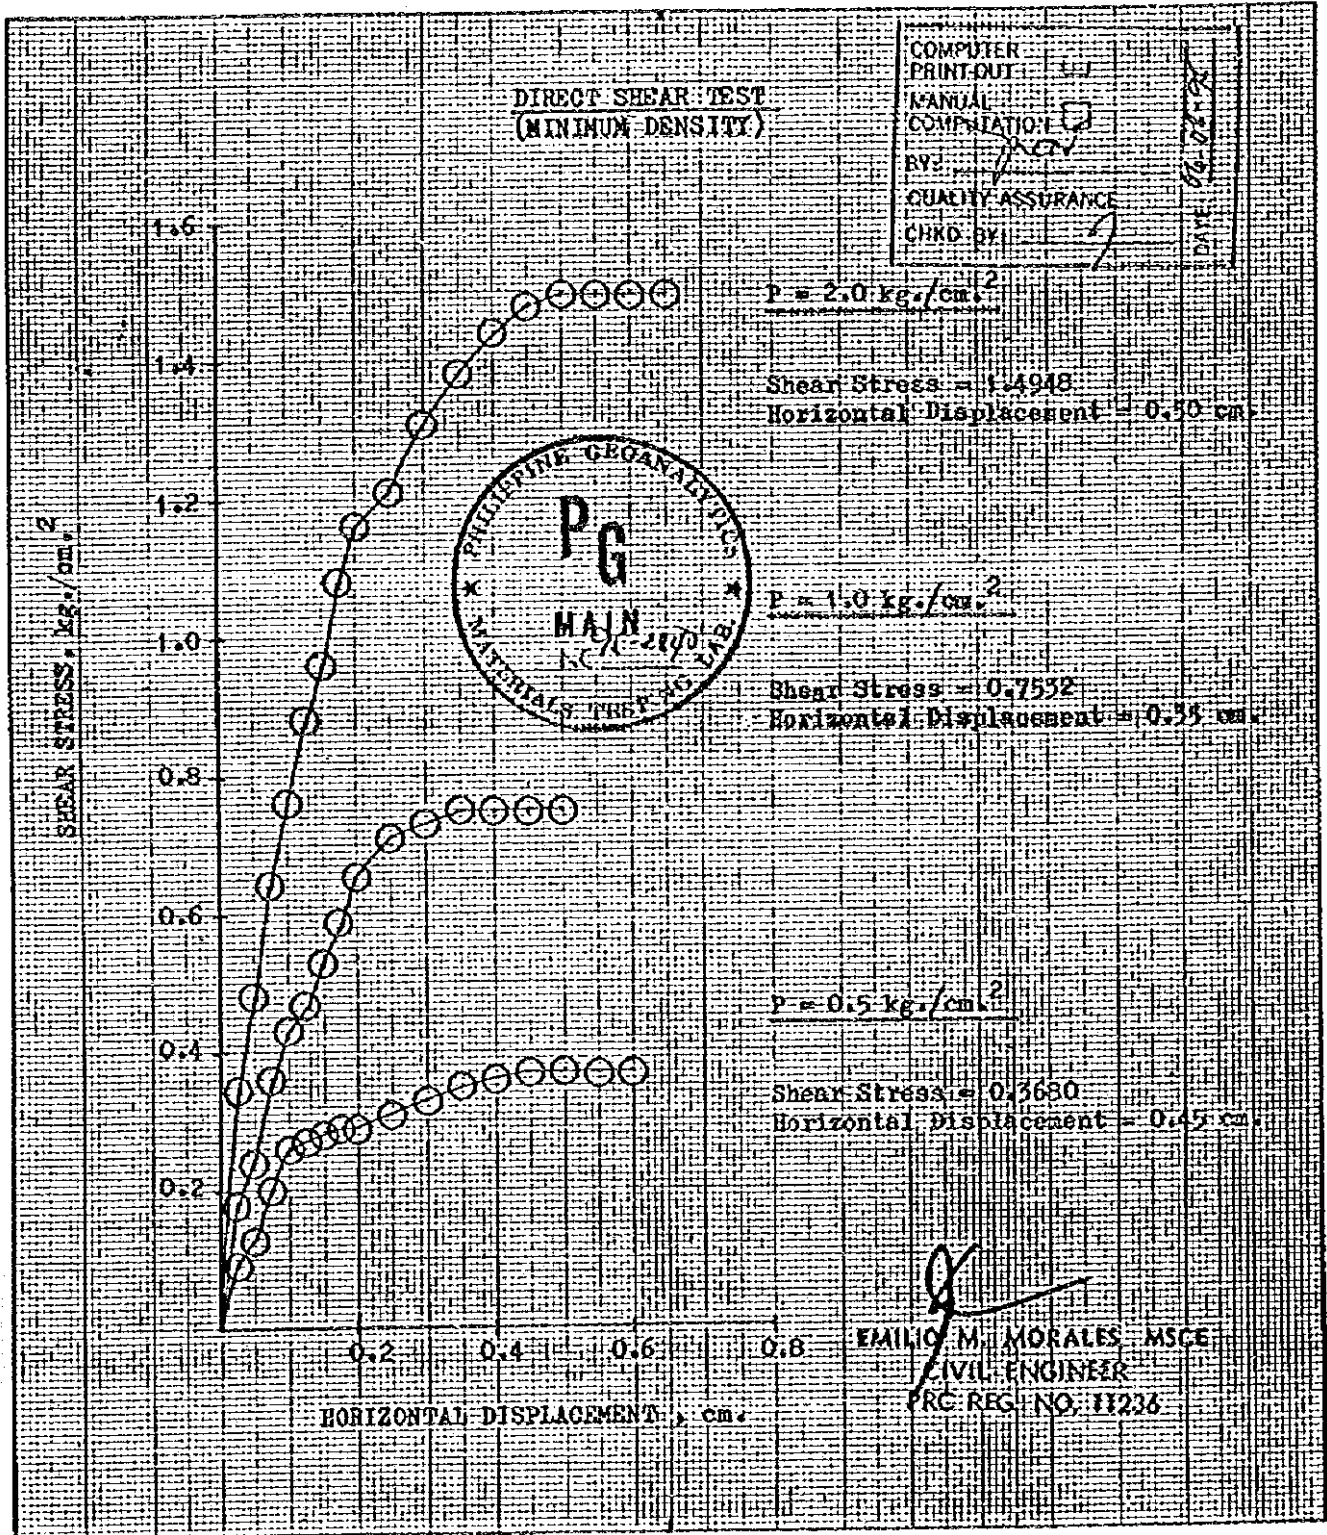 DIRECT SHEAR TEST
(MINIMUM DENSITY)
COMPUTER
PRINT-OUT
MANUAL
COMPUTATION
BY:
QUALITY ASSURANCE
CHKD BY
DATE:
1.6
1.4
1.2
1.0
0.8
0.6
0.4
0.2
SHEAR STRESS, kg./cm.2
P = 2.0 kg./cm.2
Shear Stress = 1.4948
Horizontal Displacement = 0.50 cm.
PHILIPPINE GEOANALYTICS
PG
MAIN
MATERIALS TESTING LAB.
P = 1.0 kg./cm.2
Shear Stress = 0.7532
Horizontal Displacement = 0.35 cm.
P = 0.5 kg./cm.2
Shear Stress = 0.3680
Horizontal Displacement = 0.45 cm.
0.2 0.4 0.6 0.8
HORIZONTAL DISPLACEMENT, cm.
EMILIO M. MORALES, MSCE
CIVIL ENGINEER
PRC REG. NO. 11236